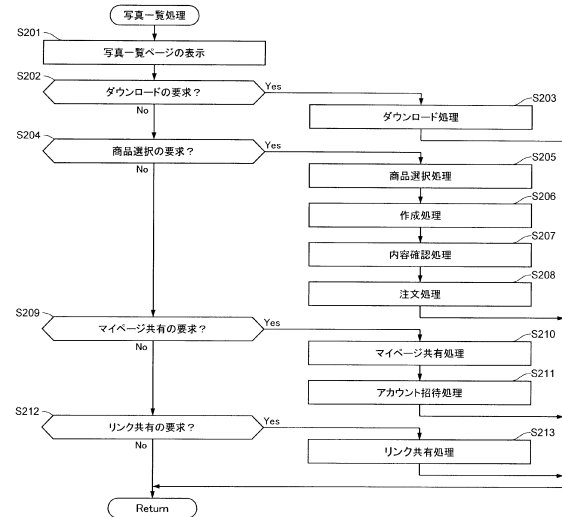 写真一覧処理
S201
写真一覧ページの表示
S202
ダウンロードの要求？
Yes
No
S203
ダウンロード処理
S204
商品選択の要求？
Yes
No
S205
商品選択処理
S206
作成処理
S207
内容確認処理
S208
注文処理
S209
マイページ共有の要求？
Yes
No
S210
マイページ共有処理
S211
アカウント招待処理
S212
リンク共有の要求？
Yes
No
S213
リンク共有処理
Return